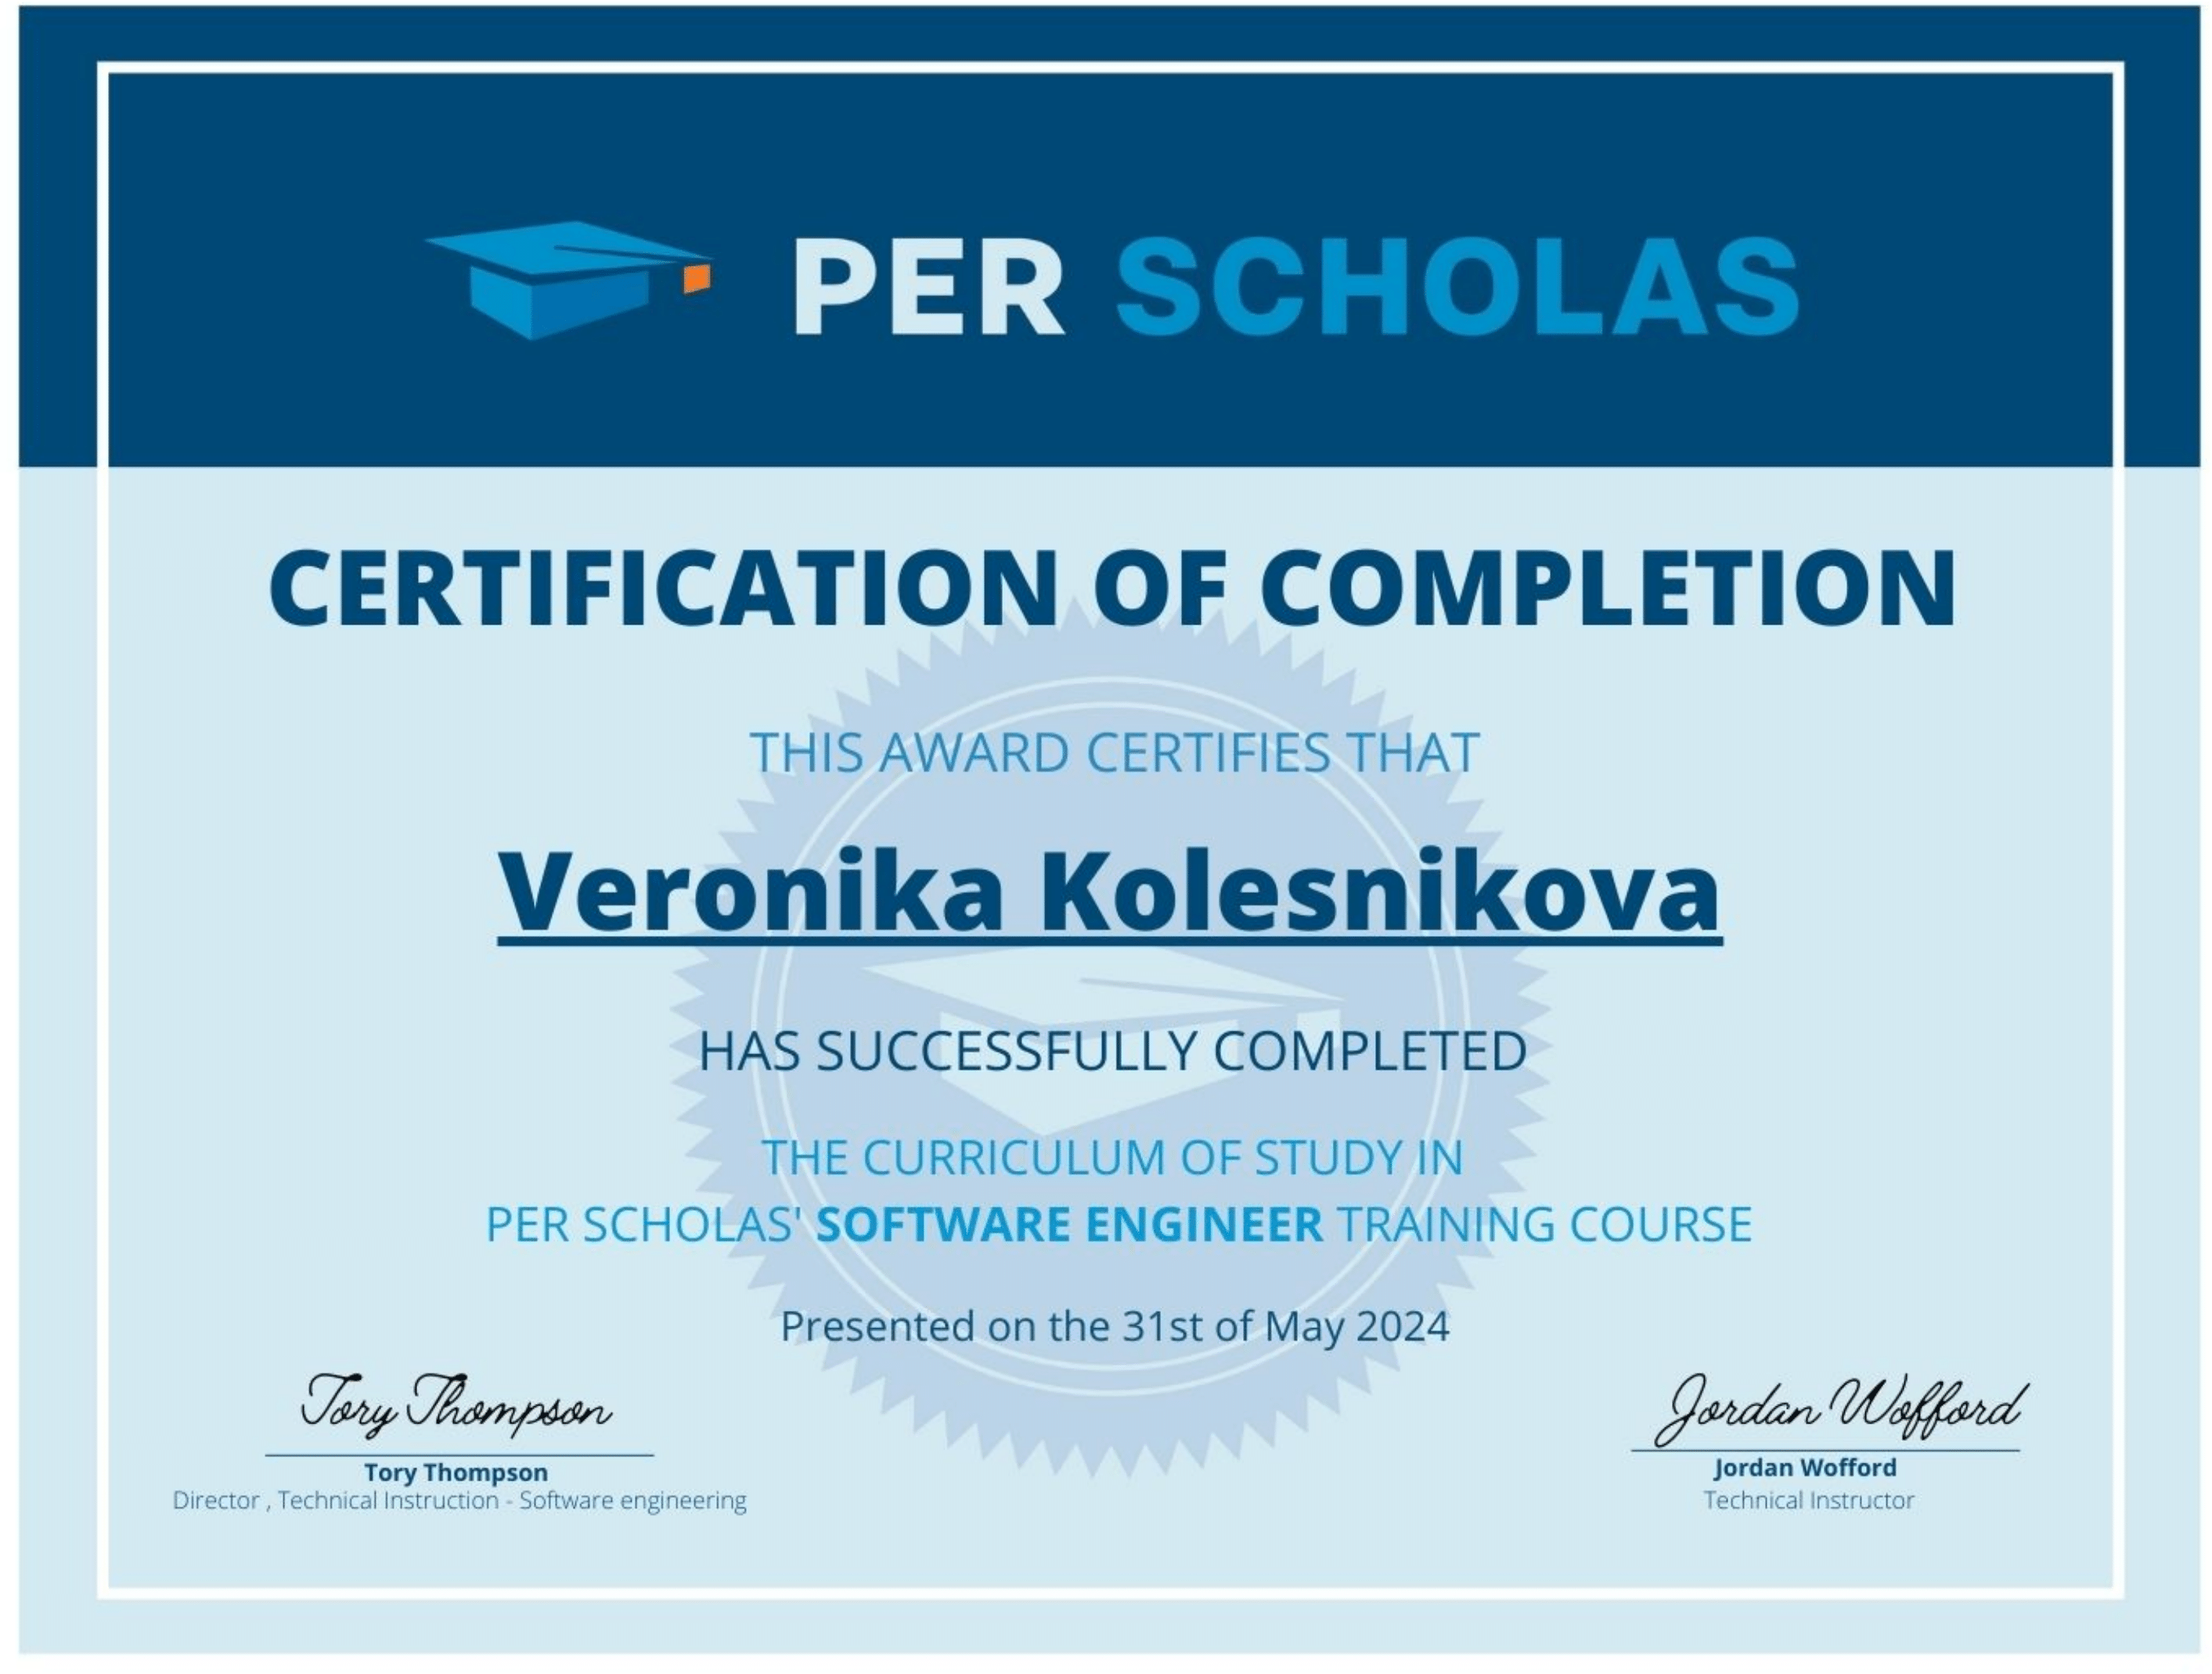 PER SCHOLAS
CERTIFICATION OF COMPLETION
THIS AWARD CERTIFIES THAT
Veronika Kolesnikova
HAS SUCCESSFULLY COMPLETED
THE CURRICULUM OF STUDY IN
PER SCHOLAS' SOFTWARE ENGINEER TRAINING COURSE
Presented on the 31st of May 2024
Tory Thompson
Tory Thompson
Director , Technical Instruction - Software engineering
Jordan Wofford
Jordan Wofford
Technical Instructor